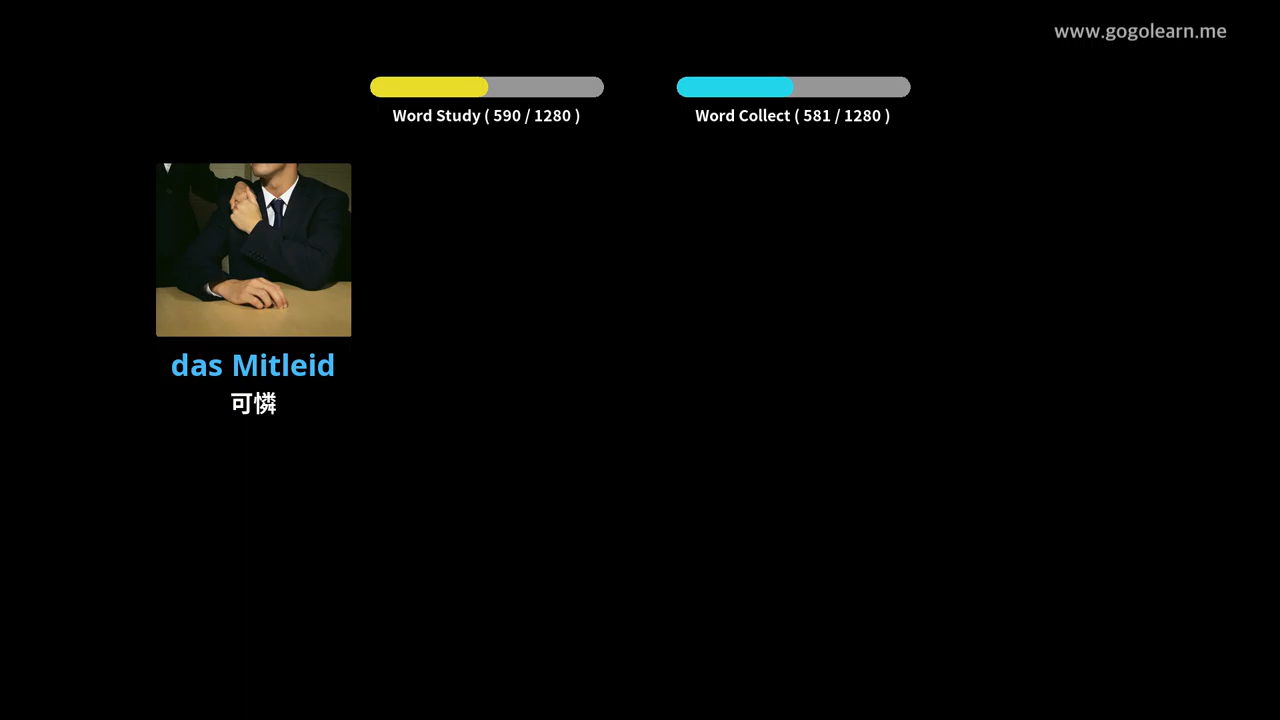 www.gogolearn.me
Word Study ( 590 / 1280 )
Word Collect ( 581 / 1280 )
das Mitleid
可憐